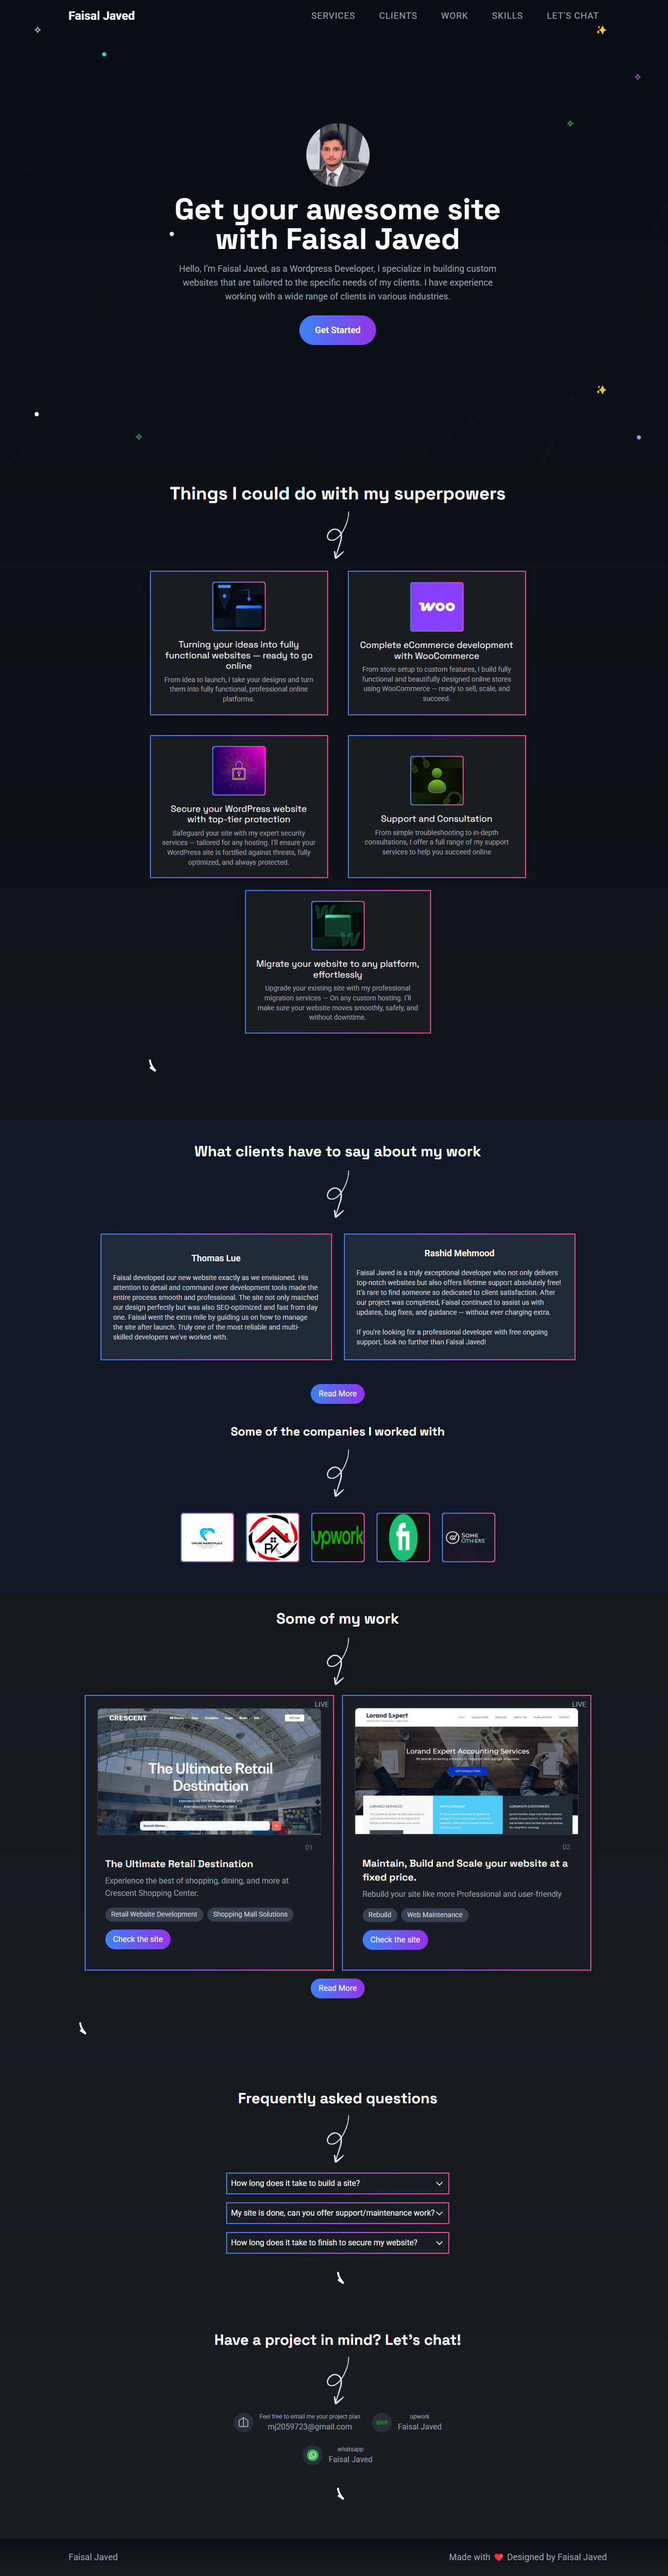 Faisal Javed
SERVICES
CLIENTS
WORK
SKILLS
LET'S CHAT
Get your awesome site
with Faisal Javed
Hello, I'm Faisal Javed, as a Wordpress Developer, I specialize in building custom
websites that are tailored to the specific needs of my clients. I have experience
working with a wide range of clients in various industries.
Get Started
Things I could do with my superpowers
Turning your ideas into fully
functional websites — ready to go
online
From idea to launch, I take your designs and turn
them into fully functional, professional online
platforms.
woo
Complete eCommerce development
with WooCommerce
From store setup to custom features, I build fully
functional and beautifully designed online stores
using WooCommerce — ready to sell, scale, and
succeed.
Secure your WordPress website
with top-tier protection
Safeguard your site with my expert security
services — tailored for any hosting. I'll ensure your
WordPress site is fortified against threats, fully
optimized, and always protected.
Support and Consultation
From simple troubleshooting to in-depth
consultations, I offer a full range of my support
services to help you succeed online
Migrate your website to any platform,
effortlessly
Upgrade your existing site with my professional
migration services — On any custom hosting. I'll
make sure your website moves smoothly, safely, and
without downtime.
What clients have to say about my work
Thomas Lue
Faisal developed our new website exactly as we envisioned. His
attention to detail and command over development tools made the
entire process smooth and professional. The site not only matched
our design perfectly but was also SEO-optimized and fast from day
one. Faisal went the extra mile by guiding us on how to manage
the site after launch. Truly one of the most reliable and multi-
skilled developers we've worked with.
Rashid Mehmood
Faisal Javed is a truly exceptional developer who not only delivers
top-notch websites but also offers lifetime support absolutely free!
It's rare to find someone so dedicated to client satisfaction. After
our project was completed, Faisal continued to assist us with
updates, bug fixes, and guidance — without ever charging extra.
If you're looking for a professional developer with free ongoing
support, look no further than Faisal Javed!
Read More
Some of the companies I worked with
ONLINE MARKETPLACE
PK
upwork
fi
SOME
OTHERS'
Some of my work
LIVE
CRESCENT
The Ultimate Retail
Destination
Search Stores
01
The Ultimate Retail Destination
Experience the best of shopping, dining, and more at
Crescent Shopping Center.
Retail Website Development
Shopping Mall Solutions
Check the site
LIVE
Lorand Expert
Lorand Expert Accounting Services
LORAND SERVICES
LORAND'S CUSTOMERS
02
Maintain, Build and Scale your website at a
fixed price.
Rebuild your site like more Professional and user-friendly
Rebuild
Web Maintenance
Check the site
Read More
Frequently asked questions
How long does it take to build a site?
My site is done, can you offer support/maintenance work?
How long does it take to finish to secure my website?
Have a project in mind? Let's chat!
Feel free to email me your project plan
mj2059723@gmail.com
upwork
Faisal Javed
whatsapp
Faisal Javed
Faisal Javed
Made with ❤️ Designed by Faisal Javed